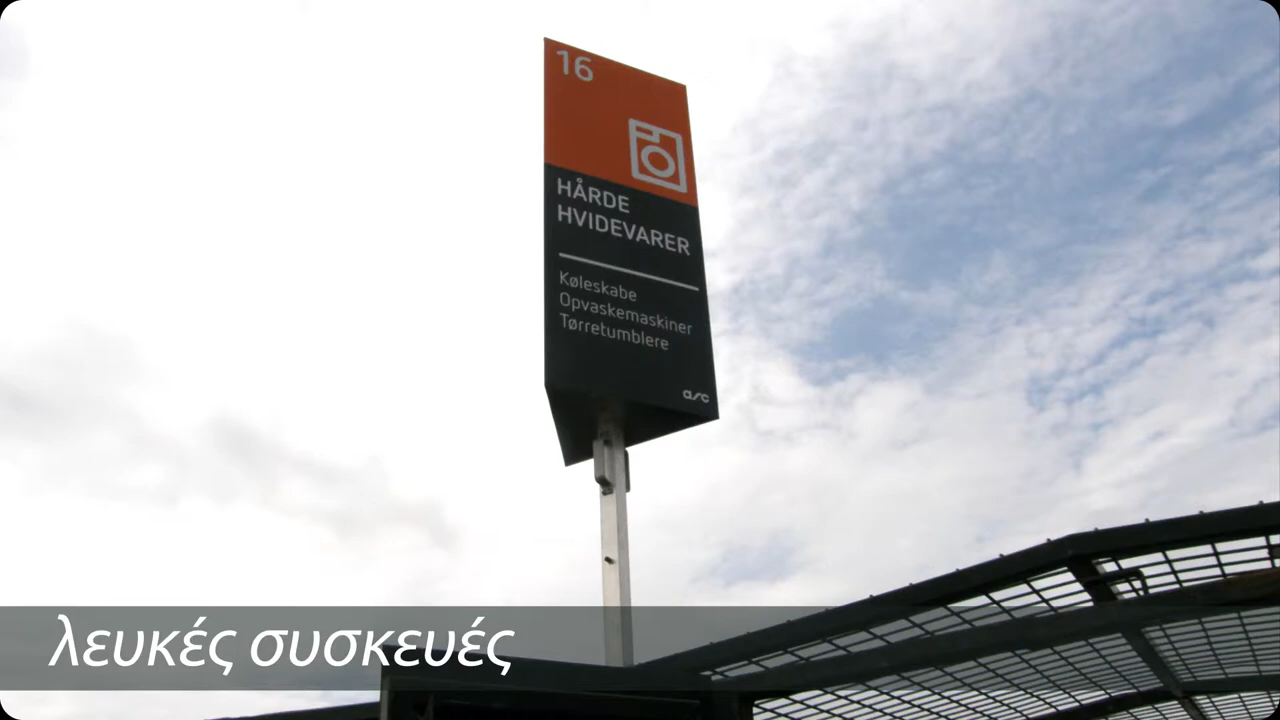 16
HÅRDE
HVIDEVARER
Køleskabe
Opvaskemaskiner
Tørretumblere
arc
λευκές συσκευές